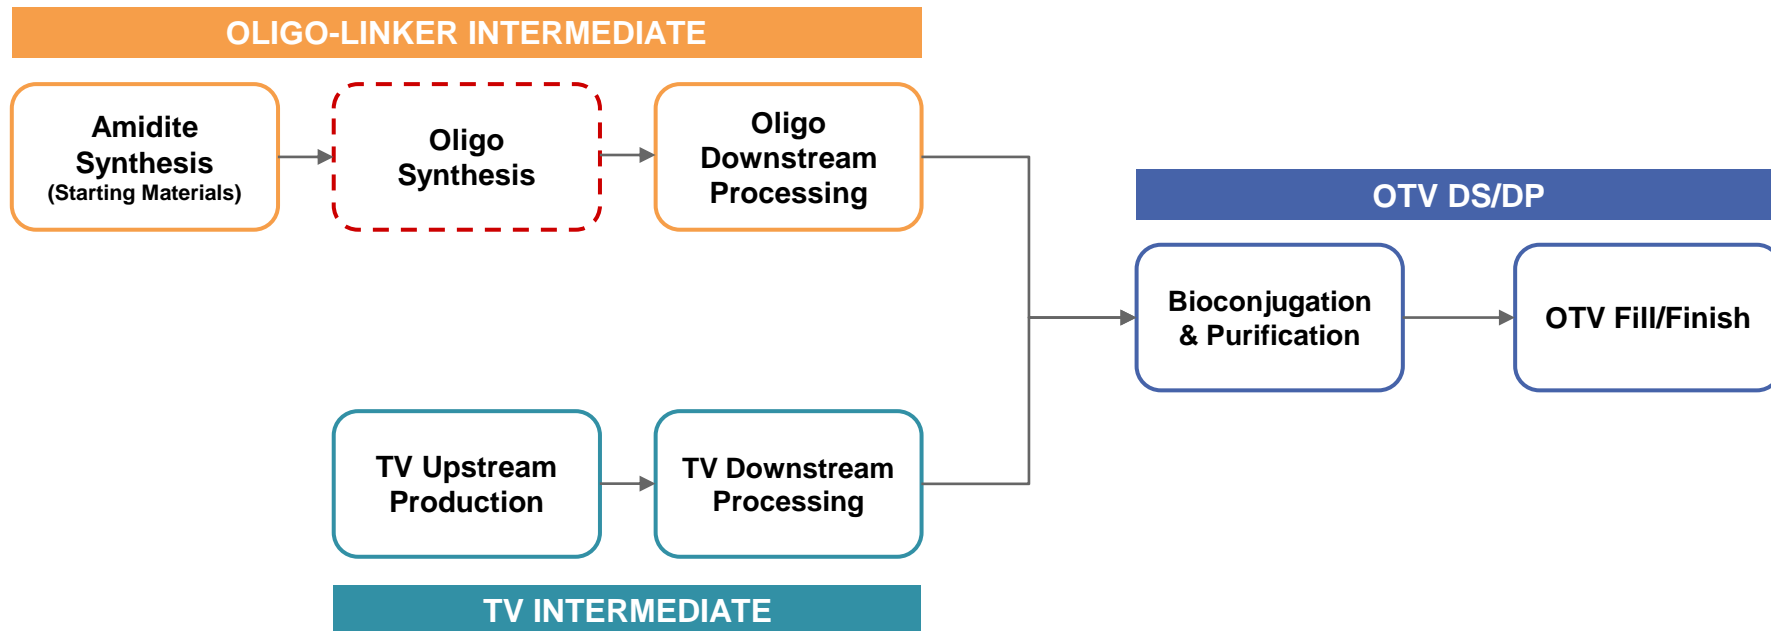 OLIGO-LINKER INTERMEDIATE
Amidite
Synthesis
(Starting Materials)
Oligo
Synthesis
Oligo
Downstream
Processing
OTV DS/DP
Bioconjugation
& Purification
OTV Fill/Finish
TV Upstream
Production
TV Downstream
Processing
TV INTERMEDIATE